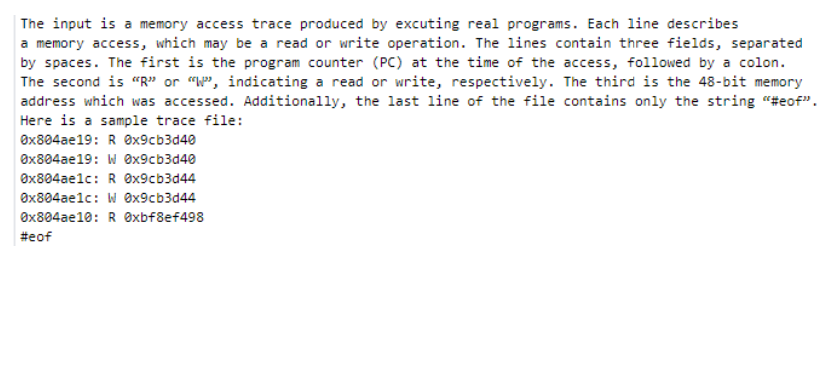 The input is a memory access trace produced by excuting real programs. Each line describes
a memory access, which may be a read or write operation. The lines contain three fields, separated
by spaces. The first is the program counter (PC) at the time of the access, followed by a colon.
The second is “R” or “W”, indicating a read or write, respectively. The third is the 48-bit memory
address which was accessed. Additionally, the last line of the file contains only the string “#eof”.
Here is a sample trace file:
0x804ae19: R 0x9cb3d40
0x804ae19: W 0x9cb3d40
0x804ae1c: R 0x9cb3d44
0x804ae1c: W 0x9cb3d44
0x804ae10: R 0xbf8ef498
#eof